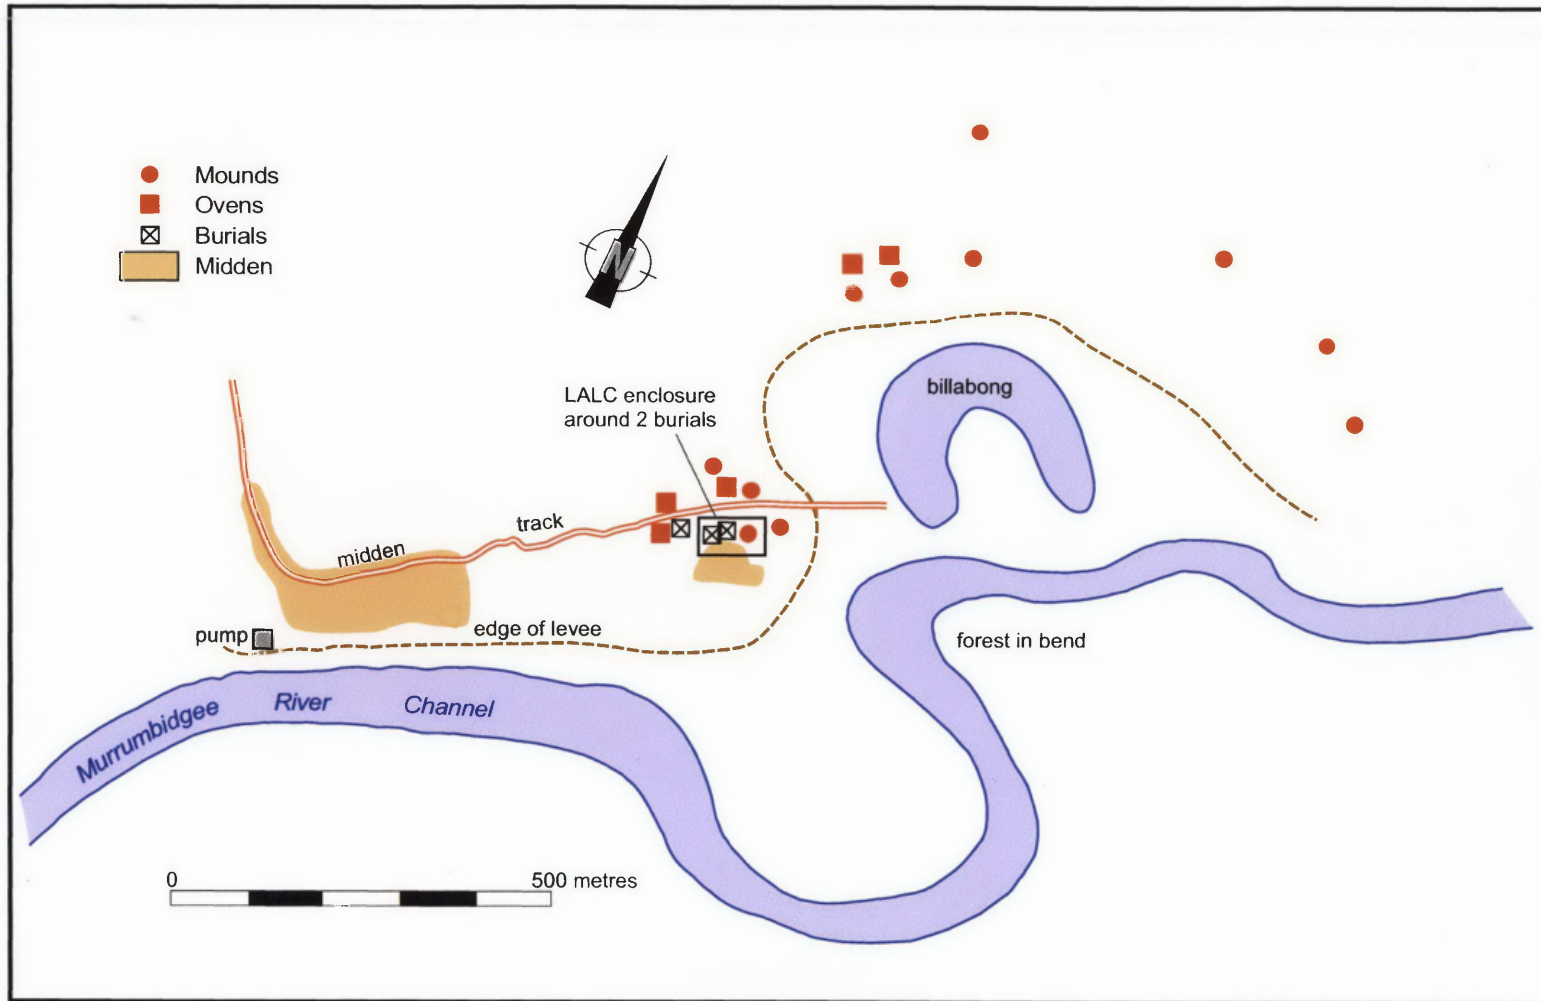 Mounds
Ovens
Burials
Midden
N
billabong
LALC enclosure
around 2 burials
track
midden
pump
edge of levee
forest in bend
Murrumbidgee River Channel
0 500 metres